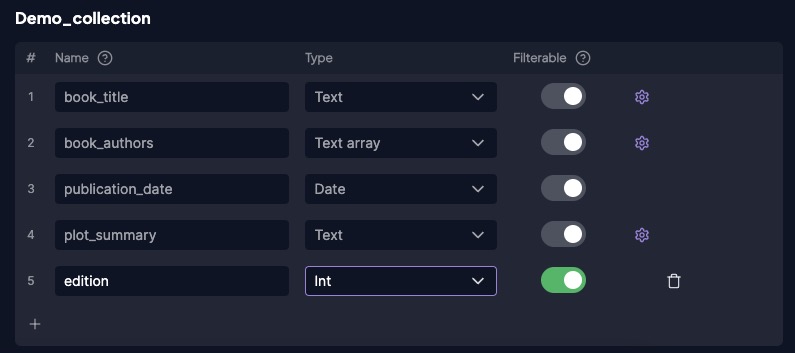 Demo_collection
# Name ? Type Filterable ?
1 book_title Text
2 book_authors Text array
3 publication_date Date
4 plot_summary Text
5 edition Int
+